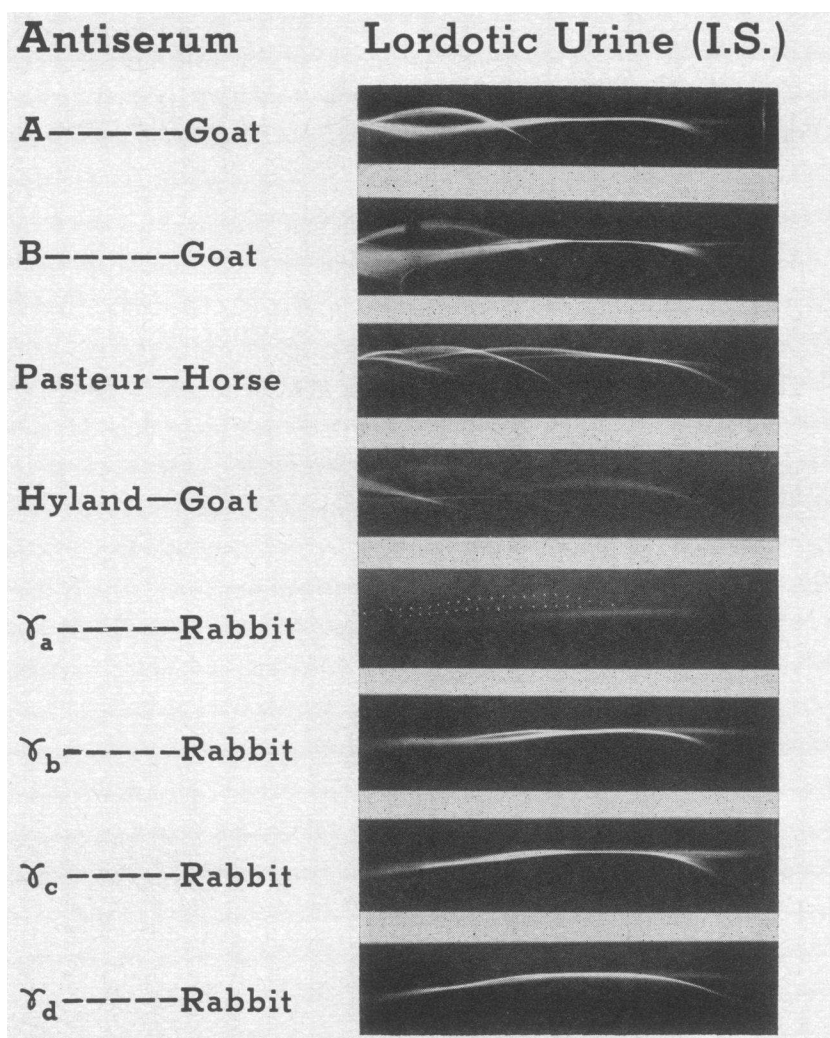 Antiserum Lordotic Urine (I.S.)
A-----Goat
B-----Goat
Pasteur-Horse
Hyland-Goat
γa-----Rabbit
γb-----Rabbit
γc-----Rabbit
γd-----Rabbit